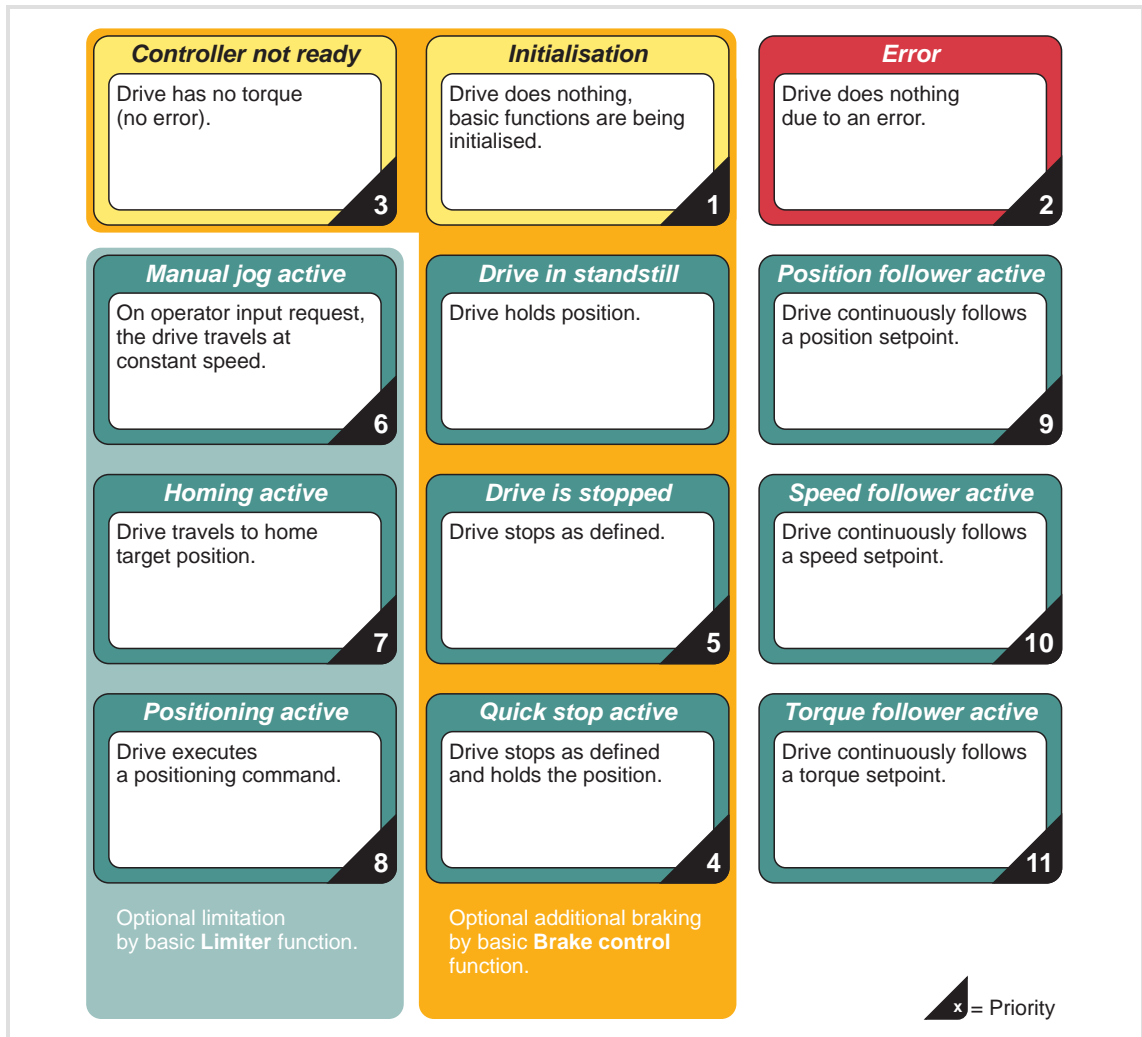 Controller not ready
Drive has no torque
(no error).
3
Initialisation
Drive does nothing,
basic functions are being
initialised.
1
Error
Drive does nothing
due to an error.
2
Manual jog active
On operator input request,
the drive travels at
constant speed.
6
Drive in standstill
Drive holds position.
Position follower active
Drive continuously follows
a position setpoint.
9
Homing active
Drive travels to home
target position.
7
Drive is stopped
Drive stops as defined.
5
Speed follower active
Drive continuously follows
a speed setpoint.
10
Positioning active
Drive executes
a positioning command.
8
Quick stop active
Drive stops as defined
and holds the position.
4
Torque follower active
Drive continuously follows
a torque setpoint.
11
Optional limitation
by basic Limiter function.
Optional additional braking
by basic Brake control
function.
x = Priority